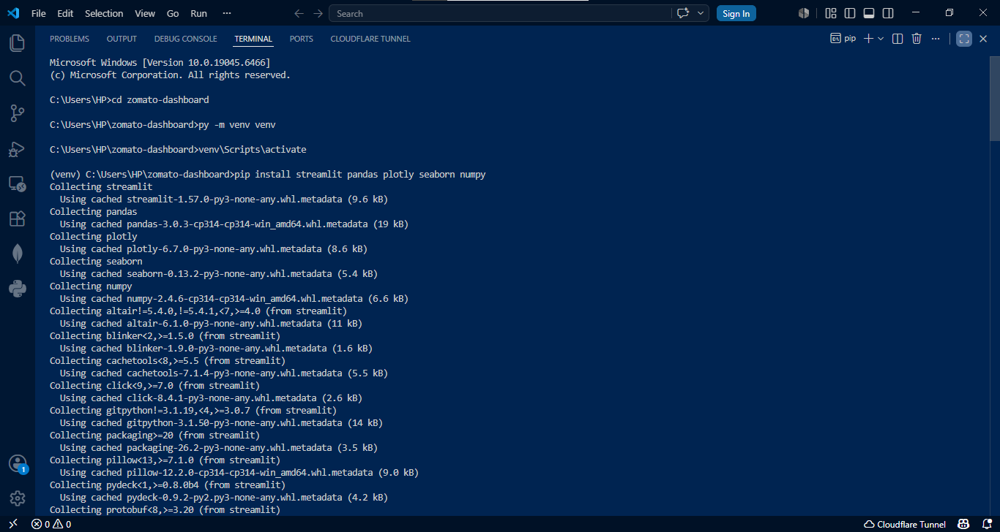 File Edit Selection View Go Run ··· Search Sign In
PROBLEMS OUTPUT DEBUG CONSOLE TERMINAL PORTS CLOUDFLARE TUNNEL pip
Microsoft Windows [Version 10.0.19045.6466]
(c) Microsoft Corporation. All rights reserved.
C:\Users\HP>cd zomato-dashboard
C:\Users\HP\zomato-dashboard>py -m venv venv
C:\Users\HP\zomato-dashboard>venv\Scripts\activate
(venv) C:\Users\HP\zomato-dashboard>pip install streamlit pandas plotly seaborn numpy
Collecting streamlit
  Using cached streamlit-1.57.0-py3-none-any.whl.metadata (9.6 kB)
Collecting pandas
  Using cached pandas-3.0.3-cp314-cp314-win_amd64.whl.metadata (19 kB)
Collecting plotly
  Using cached plotly-6.7.0-py3-none-any.whl.metadata (8.6 kB)
Collecting seaborn
  Using cached seaborn-0.13.2-py3-none-any.whl.metadata (5.4 kB)
Collecting numpy
  Using cached numpy-2.4.6-cp314-cp314-win_amd64.whl.metadata (6.6 kB)
Collecting altair!=5.4.0,!=5.4.1,<7,>=4.0 (from streamlit)
  Using cached altair-6.1.0-py3-none-any.whl.metadata (11 kB)
Collecting blinker<2,>=1.5.0 (from streamlit)
  Using cached blinker-1.9.0-py3-none-any.whl.metadata (1.6 kB)
Collecting cachetools<8,>=5.5 (from streamlit)
  Using cached cachetools-7.1.4-py3-none-any.whl.metadata (5.5 kB)
Collecting click<9,>=7.0 (from streamlit)
  Using cached click-8.4.1-py3-none-any.whl.metadata (2.6 kB)
Collecting gitpython!=3.1.19,<4,>=3.0.7 (from streamlit)
  Using cached gitpython-3.1.50-py3-none-any.whl.metadata (14 kB)
Collecting packaging>=20 (from streamlit)
  Using cached packaging-26.2-py3-none-any.whl.metadata (3.5 kB)
Collecting pillow<13,>=7.1.0 (from streamlit)
  Using cached pillow-12.2.0-cp314-cp314-win_amd64.whl.metadata (9.0 kB)
Collecting pydeck<1,>=0.8.0b4 (from streamlit)
  Using cached pydeck-0.9.2-py2.py3-none-any.whl.metadata (4.2 kB)
Collecting protobuf<8,>=3.20 (from streamlit)
1
0 0 Cloudflare Tunnel